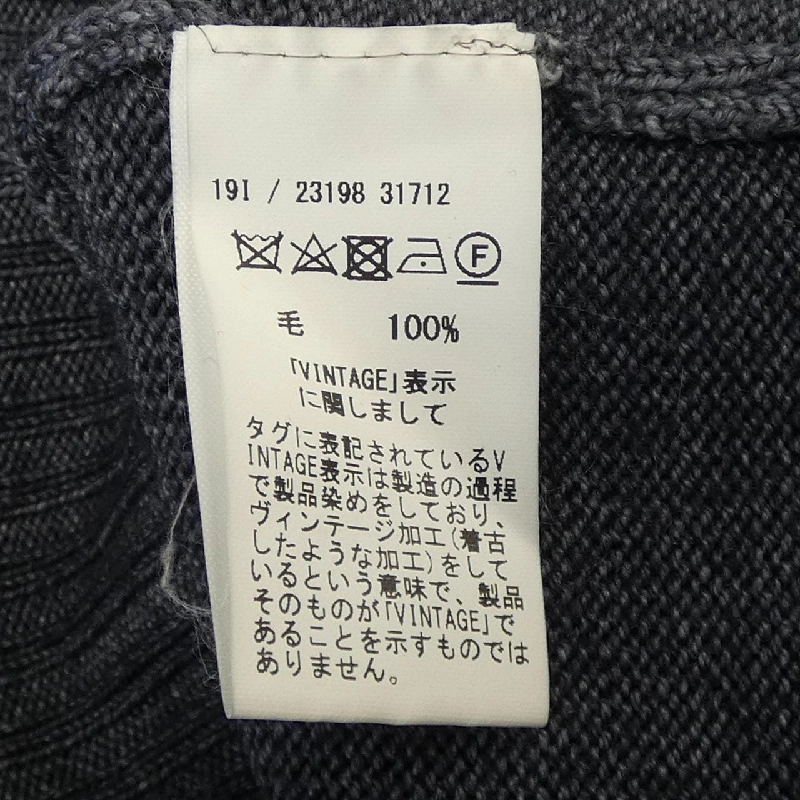 19I / 23198 31712
F
毛 100%
「VINTAGE」表示
に関しまして
タグに表記されているV
INTAGE表示は製造の過程
で製品染めをしており、
ヴィンテージ加工(着古
したような加工)をして
いるという意味で、製品
そのものが「VINTAGE」で
あることを示すものでは
ありません。